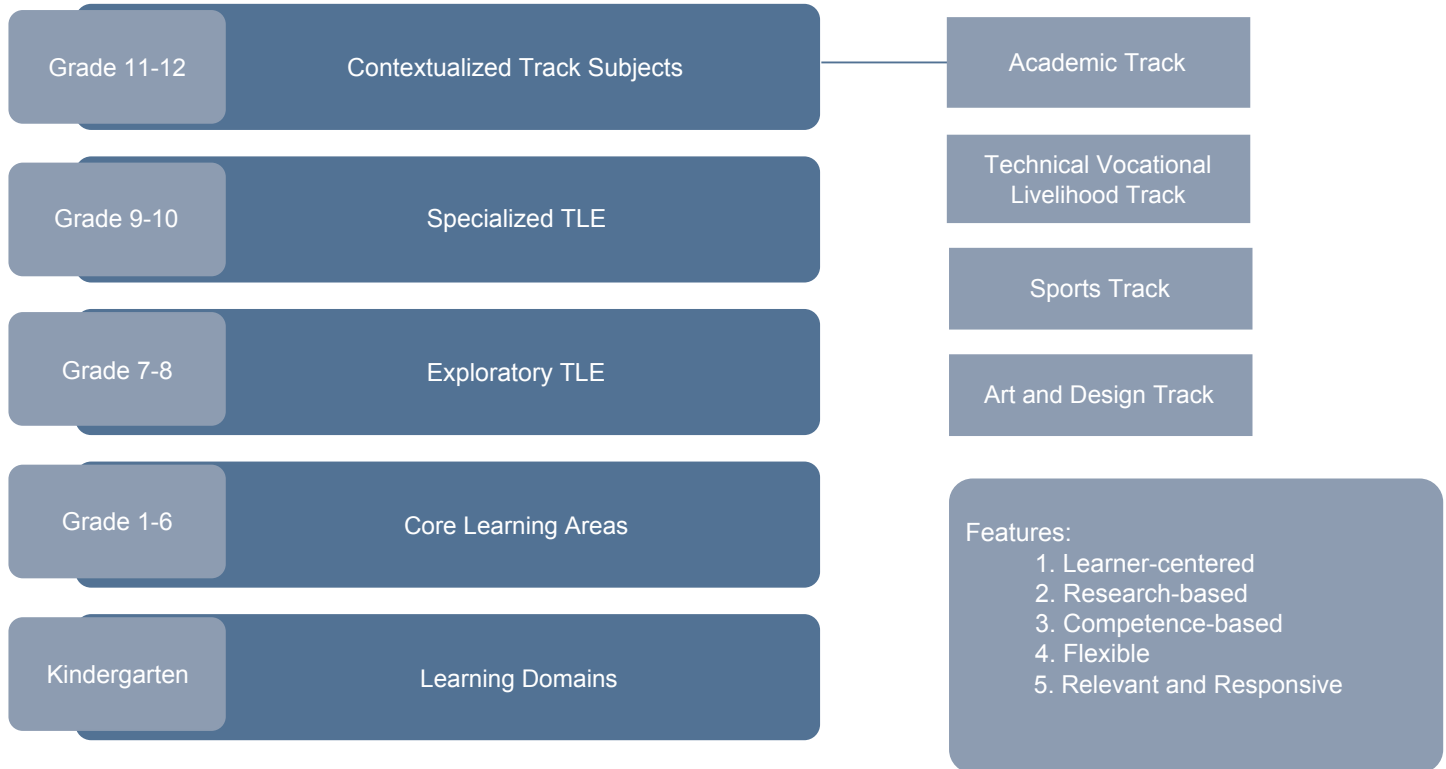 Grade 11-12
Contextualized Track Subjects
Academic Track
Technical Vocational
Livelihood Track
Grade 9-10
Specialized TLE
Sports Track
Grade 7-8
Exploratory TLE
Art and Design Track
Grade 1-6
Core Learning Areas
Kindergarten
Learning Domains
Features:
1. Learner-centered
2. Research-based
3. Competence-based
4. Flexible
5. Relevant and Responsive